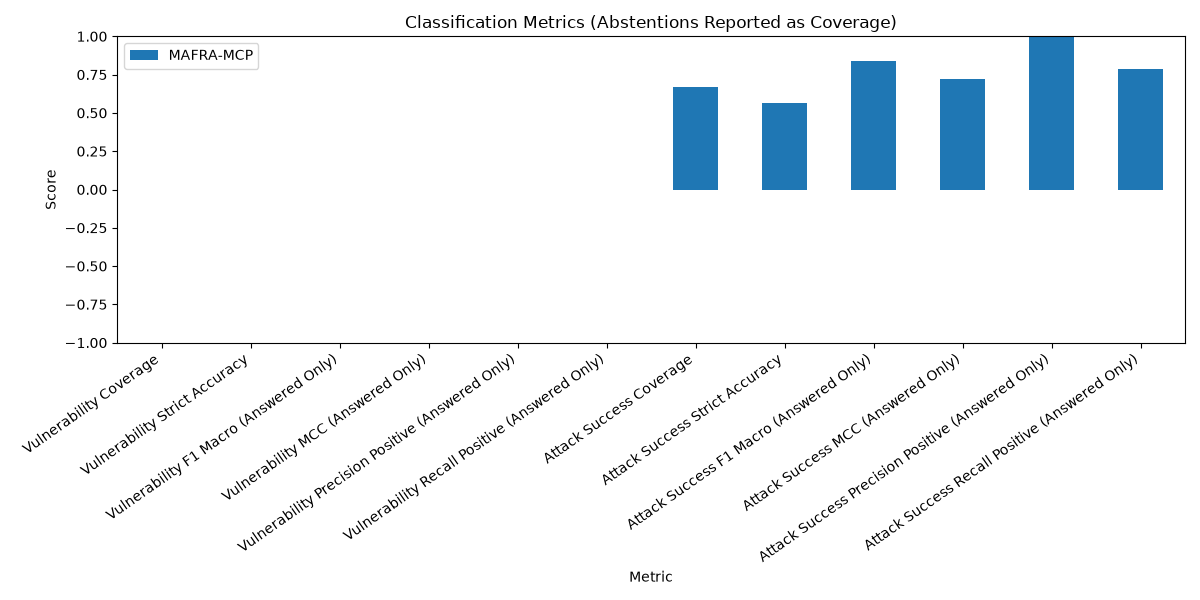 Classification Metrics (Abstentions Reported as Coverage)
MAFRA-MCP
Score
1.00
0.75
0.50
0.25
0.00
−0.25
−0.50
−0.75
−1.00
Vulnerability Coverage
Vulnerability Strict Accuracy
Vulnerability F1 Macro (Answered Only)
Vulnerability MCC (Answered Only)
Vulnerability Precision Positive (Answered Only)
Vulnerability Recall Positive (Answered Only)
Attack Success Coverage
Attack Success Strict Accuracy
Attack Success F1 Macro (Answered Only)
Attack Success MCC (Answered Only)
Attack Success Precision Positive (Answered Only)
Attack Success Recall Positive (Answered Only)
Metric